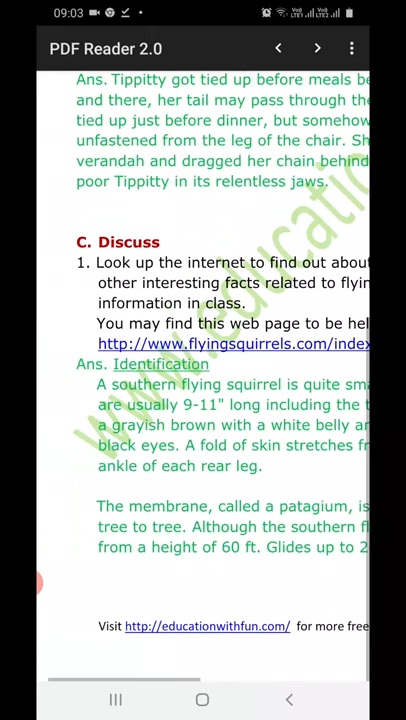 09:03
Vo) LTE1 Vo) LTE2
PDF Reader 2.0
Ans. Tippitty got tied up before meals be
and there, her tail may pass through the
tied up just before dinner, but somehow
unfastened from the leg of the chair. Sh
verandah and dragged her chain behind
poor Tippitty in its relentless jaws.
C. Discuss
1. Look up the internet to find out about
other interesting facts related to flyin
information in class.
You may find this web page to be hel
http://www.flyingsquirrels.com/index
Ans. Identification
A southern flying squirrel is quite sma
are usually 9-11" long including the t
a grayish brown with a white belly an
black eyes. A fold of skin stretches fr
ankle of each rear leg.
The membrane, called a patagium, is
tree to tree. Although the southern fl
from a height of 60 ft. Glides up to 2
www.education
Visit http://educationwithfun.com/ for more free